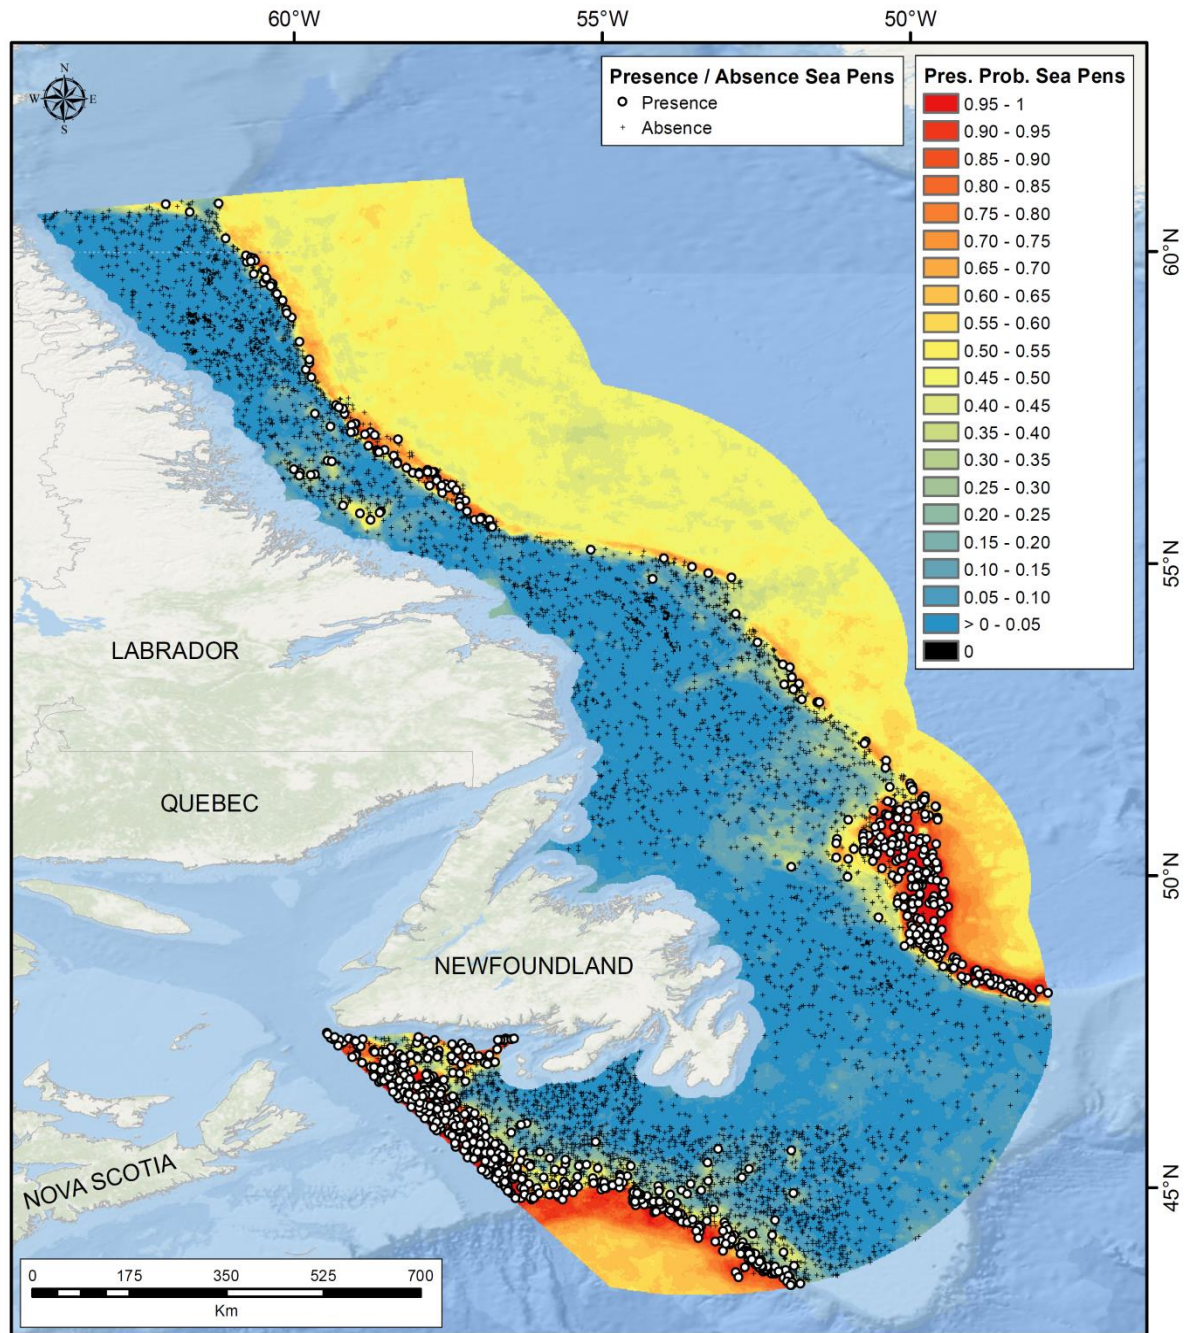 60°W
55°W
50°W
N
W
E
S
Presence / Absence Sea Pens
Presence
Absence
Pres. Prob. Sea Pens
0.95 - 1
0.90 - 0.95
0.85 - 0.90
0.80 - 0.85
0.75 - 0.80
0.70 - 0.75
0.65 - 0.70
0.60 - 0.65
0.55 - 0.60
0.50 - 0.55
0.45 - 0.50
0.40 - 0.45
0.35 - 0.40
0.30 - 0.35
0.25 - 0.30
0.20 - 0.25
0.15 - 0.20
0.10 - 0.15
0.05 - 0.10
> 0 - 0.05
0
60°N
55°N
50°N
45°N
LABRADOR
QUEBEC
NEWFOUNDLAND
NOVA SCOTIA
0 175 350 525 700
Km